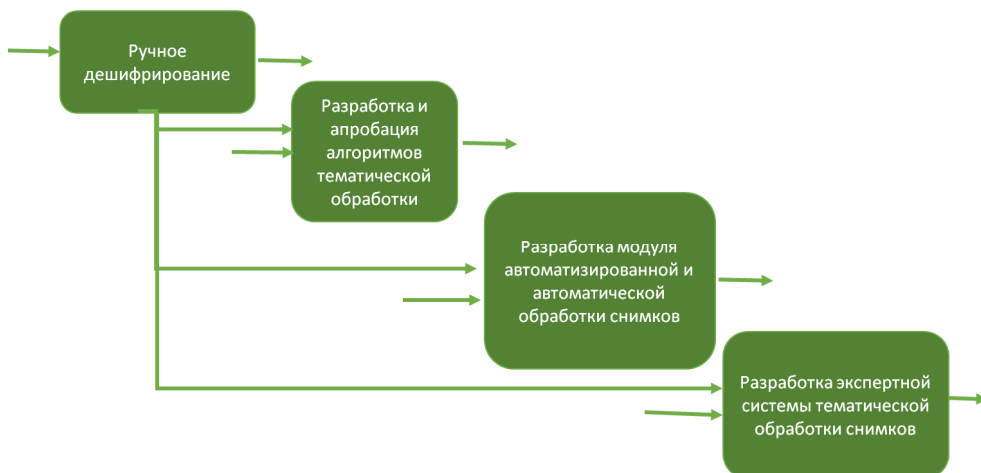 Ручное
дешифрирование
Разработка и
апробация
алгоритмов
тематической
обработки
Разработка модуля
автоматизированной и
автоматической
обработки снимков
Разработка экспертной
системы тематической
обработки снимков